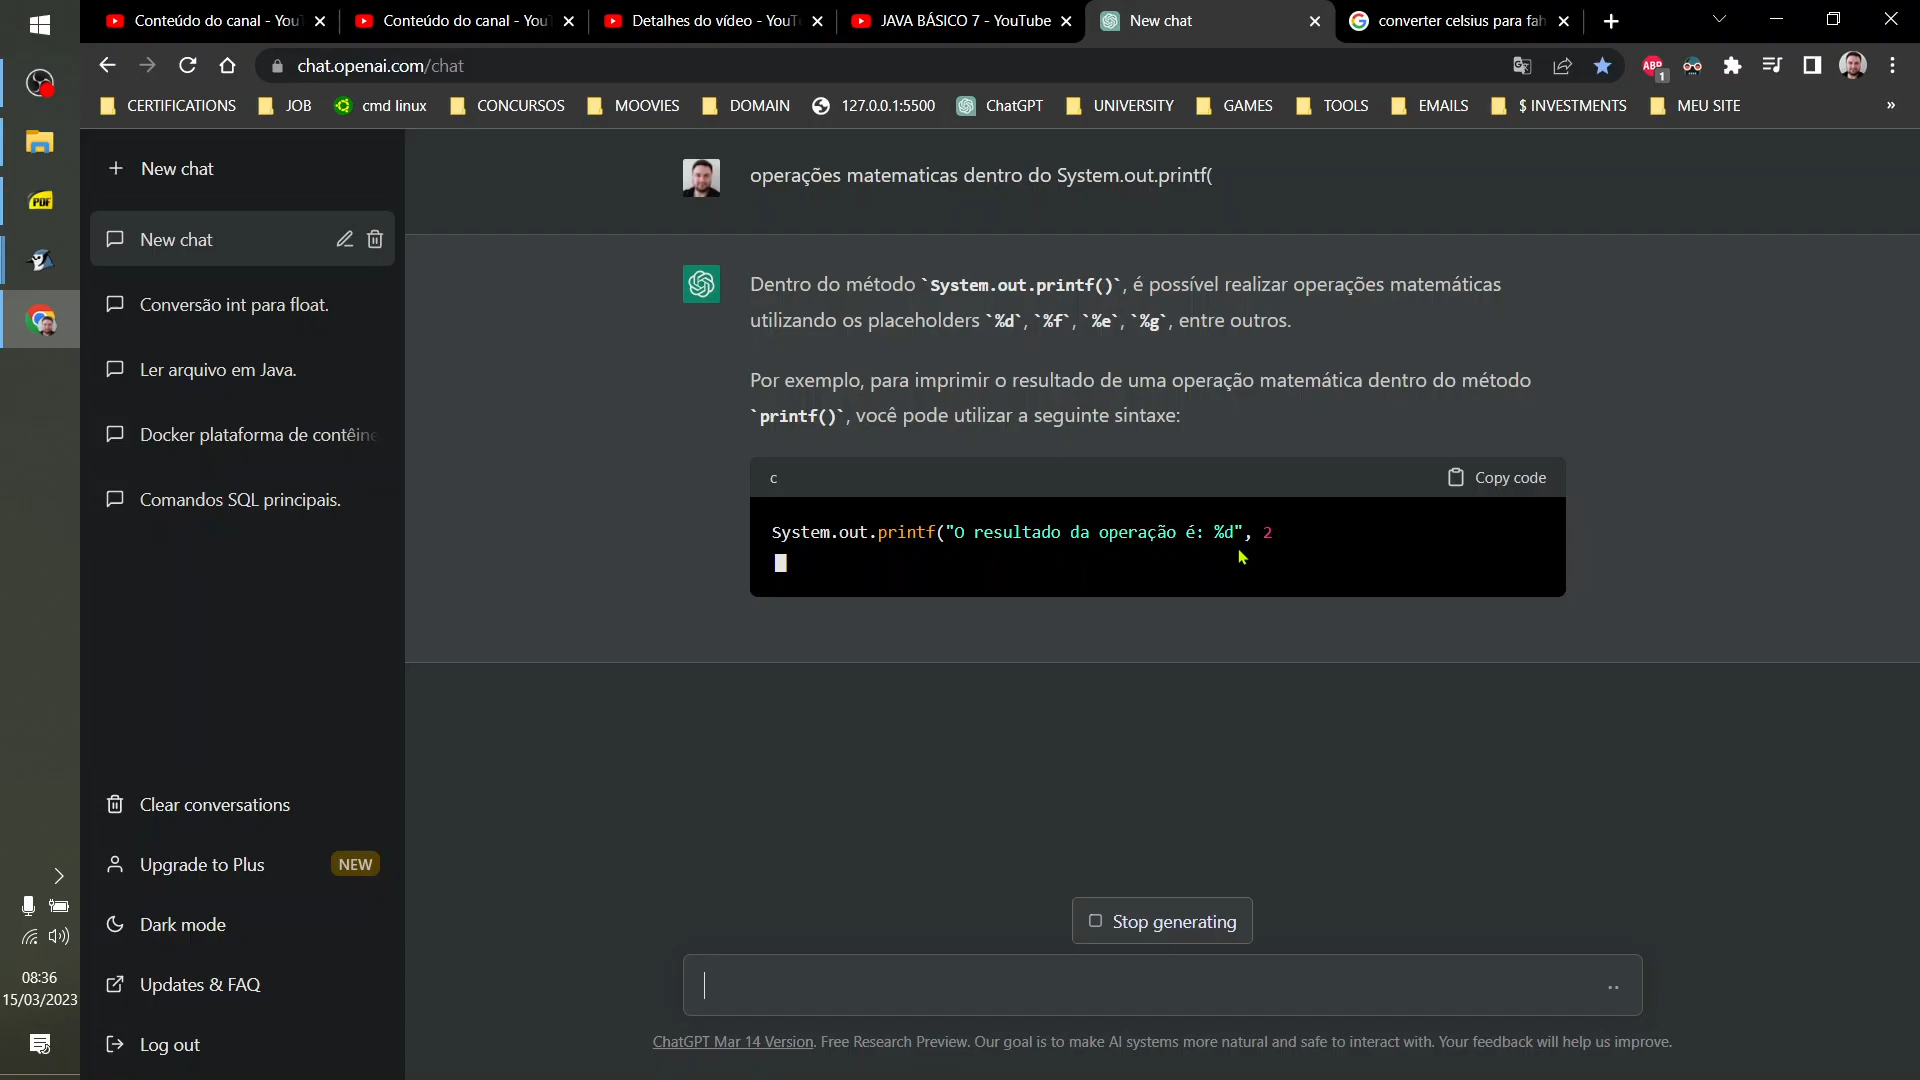 Conteúdo do canal - You
Conteúdo do canal - You
Detalhes do vídeo - YouT
JAVA BÁSICO 7 - YouTube
New chat
converter celsius para fah
chat.openai.com/chat
ABP
1
CERTIFICATIONS
JOB
cmd linux
CONCURSOS
MOOVIES
DOMAIN
127.0.0.1:5500
ChatGPT
UNIVERSITY
GAMES
TOOLS
EMAILS
$ INVESTMENTS
MEU SITE
»
PDF
New chat
New chat
Conversão int para float.
Ler arquivo em Java.
Docker plataforma de contêine
Comandos SQL principais.
Clear conversations
Upgrade to Plus
NEW
Dark mode
Updates & FAQ
Log out
08:36
15/03/2023
operações matematicas dentro do System.out.printf(
Dentro do método `System.out.printf()`, é possível realizar operações matemáticas
utilizando os placeholders `%d`, `%f`, `%e`, `%g`, entre outros.
Por exemplo, para imprimir o resultado de uma operação matemática dentro do método
`printf()`, você pode utilizar a seguinte sintaxe:
c
Copy code
System.out.printf("O resultado da operação é: %d", 2
Stop generating
ChatGPT Mar 14 Version. Free Research Preview. Our goal is to make AI systems more natural and safe to interact with. Your feedback will help us improve.